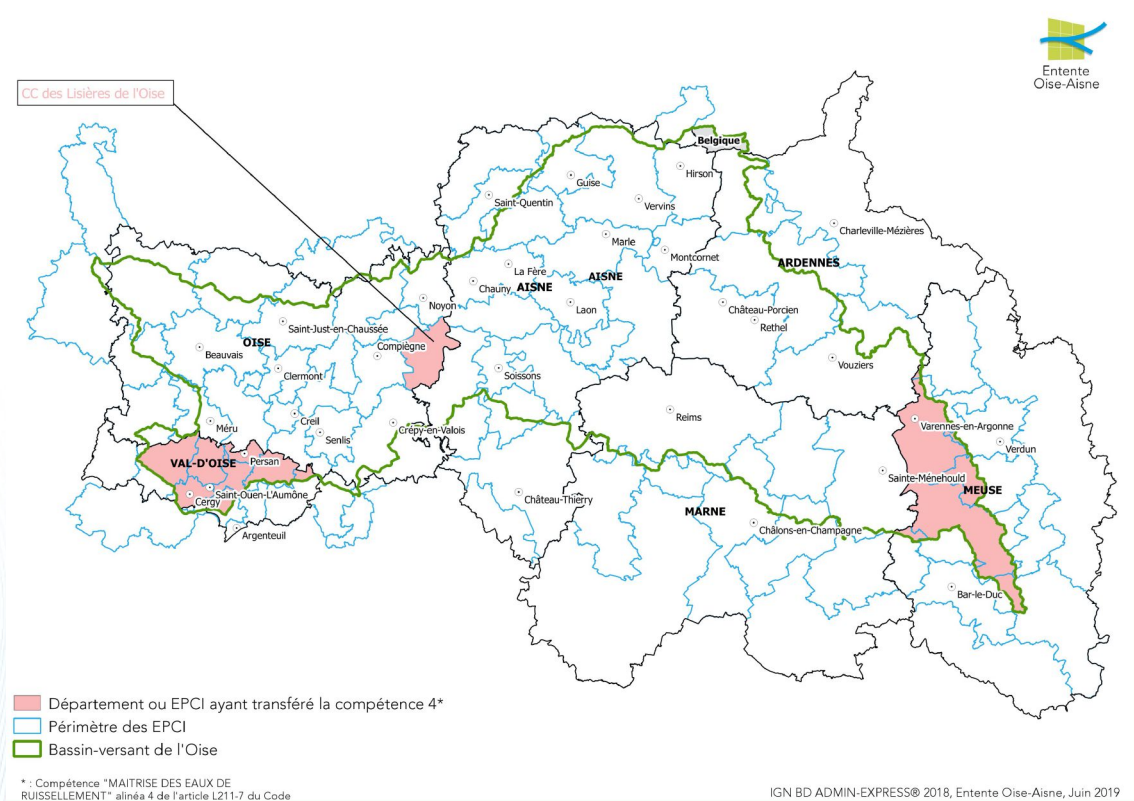 Entente
Oise-Aisne
CC des Lisières de l'Oise
Belgique
Hirson
Guise
Saint-Quentin
Vervins
Charleville-Mézières
Marle
Montcornet
ARDENNES
La Fère
AISNE
Chauny
AISNE
Noyon
Laon
Château-Porcien
Rethel
Saint-Just-en-Chaussée
OISE
Compiègne
Beauvais
Vouziers
Clermont
Soissons
Creil
Reims
Méru
Crépy-en-Valois
Varennes-en-Argonne
Senlis
Verdun
VAL-D'OISE
Persan
Sainte-Ménehould
MEUSE
Saint-Ouen-L'Aumône
Cergy
Château-Thierry
MARNE
Argenteuil
Châlons-en-Champagne
Bar-le-Duc
Département ou EPCI ayant transféré la compétence 4*
Périmètre des EPCI
Bassin-versant de l'Oise
* : Compétence "MAITRISE DES EAUX DE
RUISSELLEMENT" alinéa 4 de l'article L211-7 du Code
IGN BD ADMIN-EXPRESS® 2018, Entente Oise-Aisne, Juin 2019